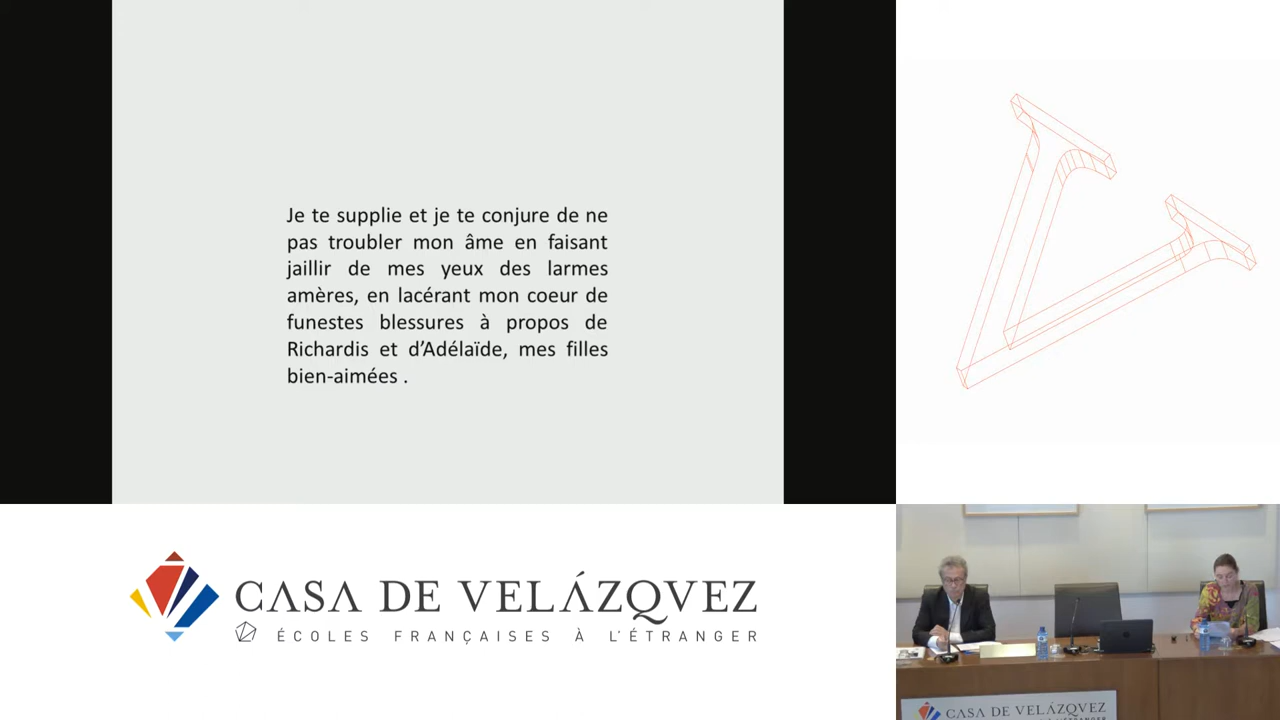 Je te supplie et je te conjure de ne
pas troubler mon âme en faisant
jaillir de mes yeux des larmes
amères, en lacérant mon coeur de
funestes blessures à propos de
Richardis et d’Adélaïde, mes filles
bien-aimées .
CASA DE VELÁZQVEZ
ÉCOLES FRANÇAISES À L'ÉTRANGER
CASA DE VELÁZQVEZ